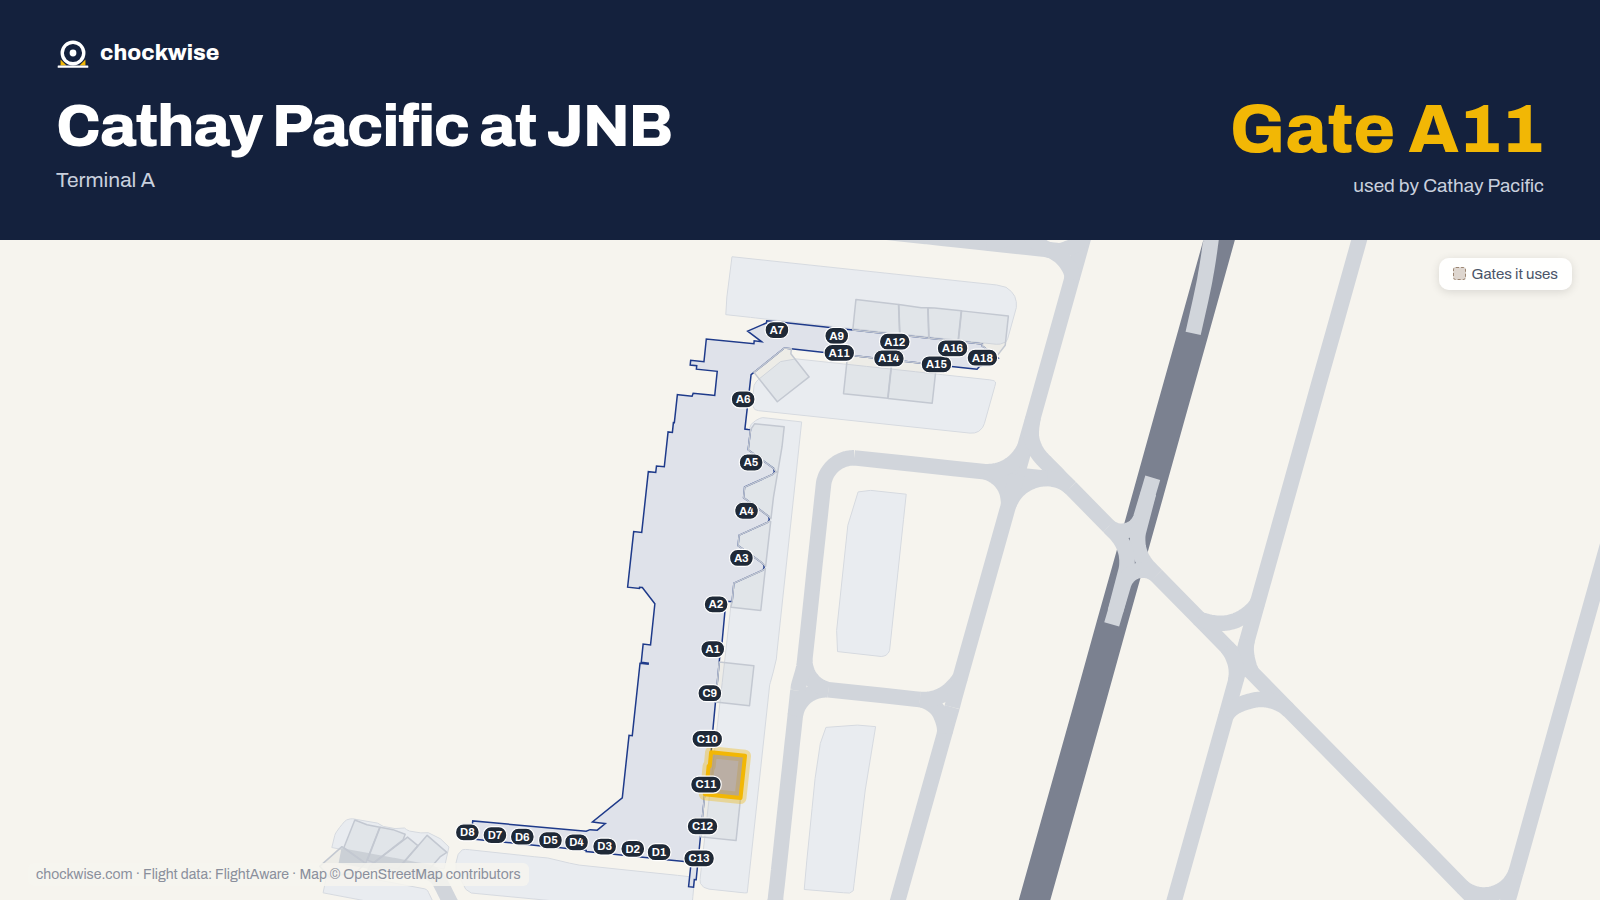 chockwise
Cathay Pacific at JNB
Terminal A
Gate A11
used by Cathay Pacific
Gates it uses
A7
A9
A12
A16
A11
A14
A15
A18
A6
A5
A4
A3
A2
A1
C9
C10
C11
C12
C13
D8
D7
D6
D5
D4
D3
D2
D1
chockwise.com · Flight data: FlightAware · Map © OpenStreetMap contributors